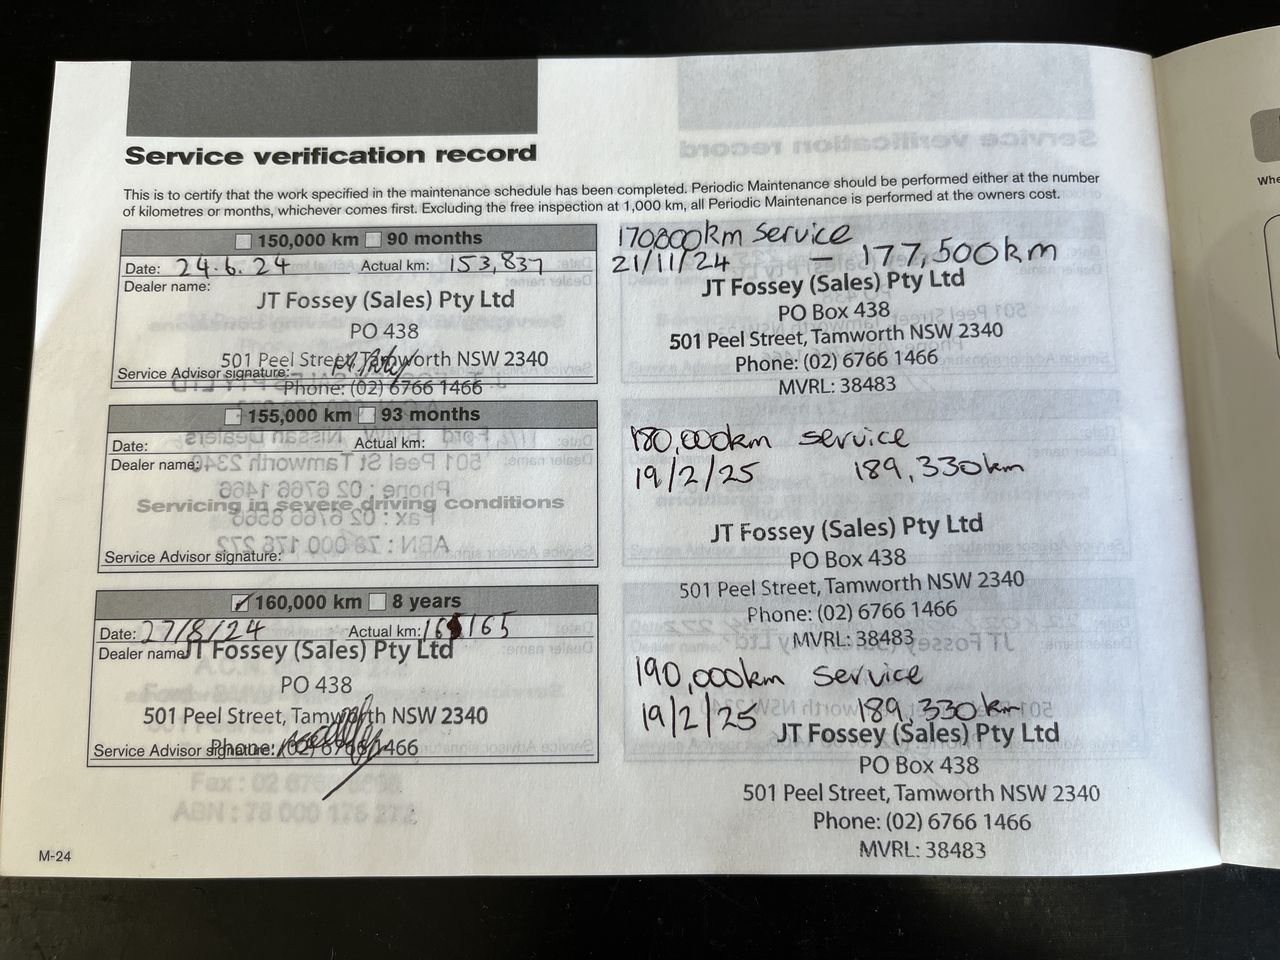 Service verification record
This is to certify that the work specified in the maintenance schedule has been completed. Periodic Maintenance should be performed either at the number
of kilometres or months, whichever comes first. Excluding the free inspection at 1,000 km, all Periodic Maintenance is performed at the owners cost.
150,000 km 90 months
Date: 24.6.24 Actual km: 153,837
Dealer name:
JT Fossey (Sales) Pty Ltd
PO 438
501 Peel Street, Tamworth NSW 2340
Service Advisor signature:
Phone: (02) 6766 1466
155,000 km 93 months
Date: Actual km:
Dealer name:
Servicing in severe driving conditions
Service Advisor signature:
160,000 km 8 years
Date: 27/8/24 Actual km: 165165
Dealer name
JT Fossey (Sales) Pty Ltd
PO 438
501 Peel Street, Tamworth NSW 2340
Service Advisor signature:
Phone: (02) 6766 1466
M-24
km service
21/11/24 – 177,500km
JT Fossey (Sales) Pty Ltd
PO Box 438
501 Peel Street, Tamworth NSW 2340
Phone: (02) 6766 1466
MVRL: 38483
180,000km service
19/2/25 189,330km
JT Fossey (Sales) Pty Ltd
PO Box 438
501 Peel Street, Tamworth NSW 2340
Phone: (02) 6766 1466
MVRL: 38483
190,000km service
19/2/25 189,330km
JT Fossey (Sales) Pty Ltd
PO Box 438
501 Peel Street, Tamworth NSW 2340
Phone: (02) 6766 1466
MVRL: 38483